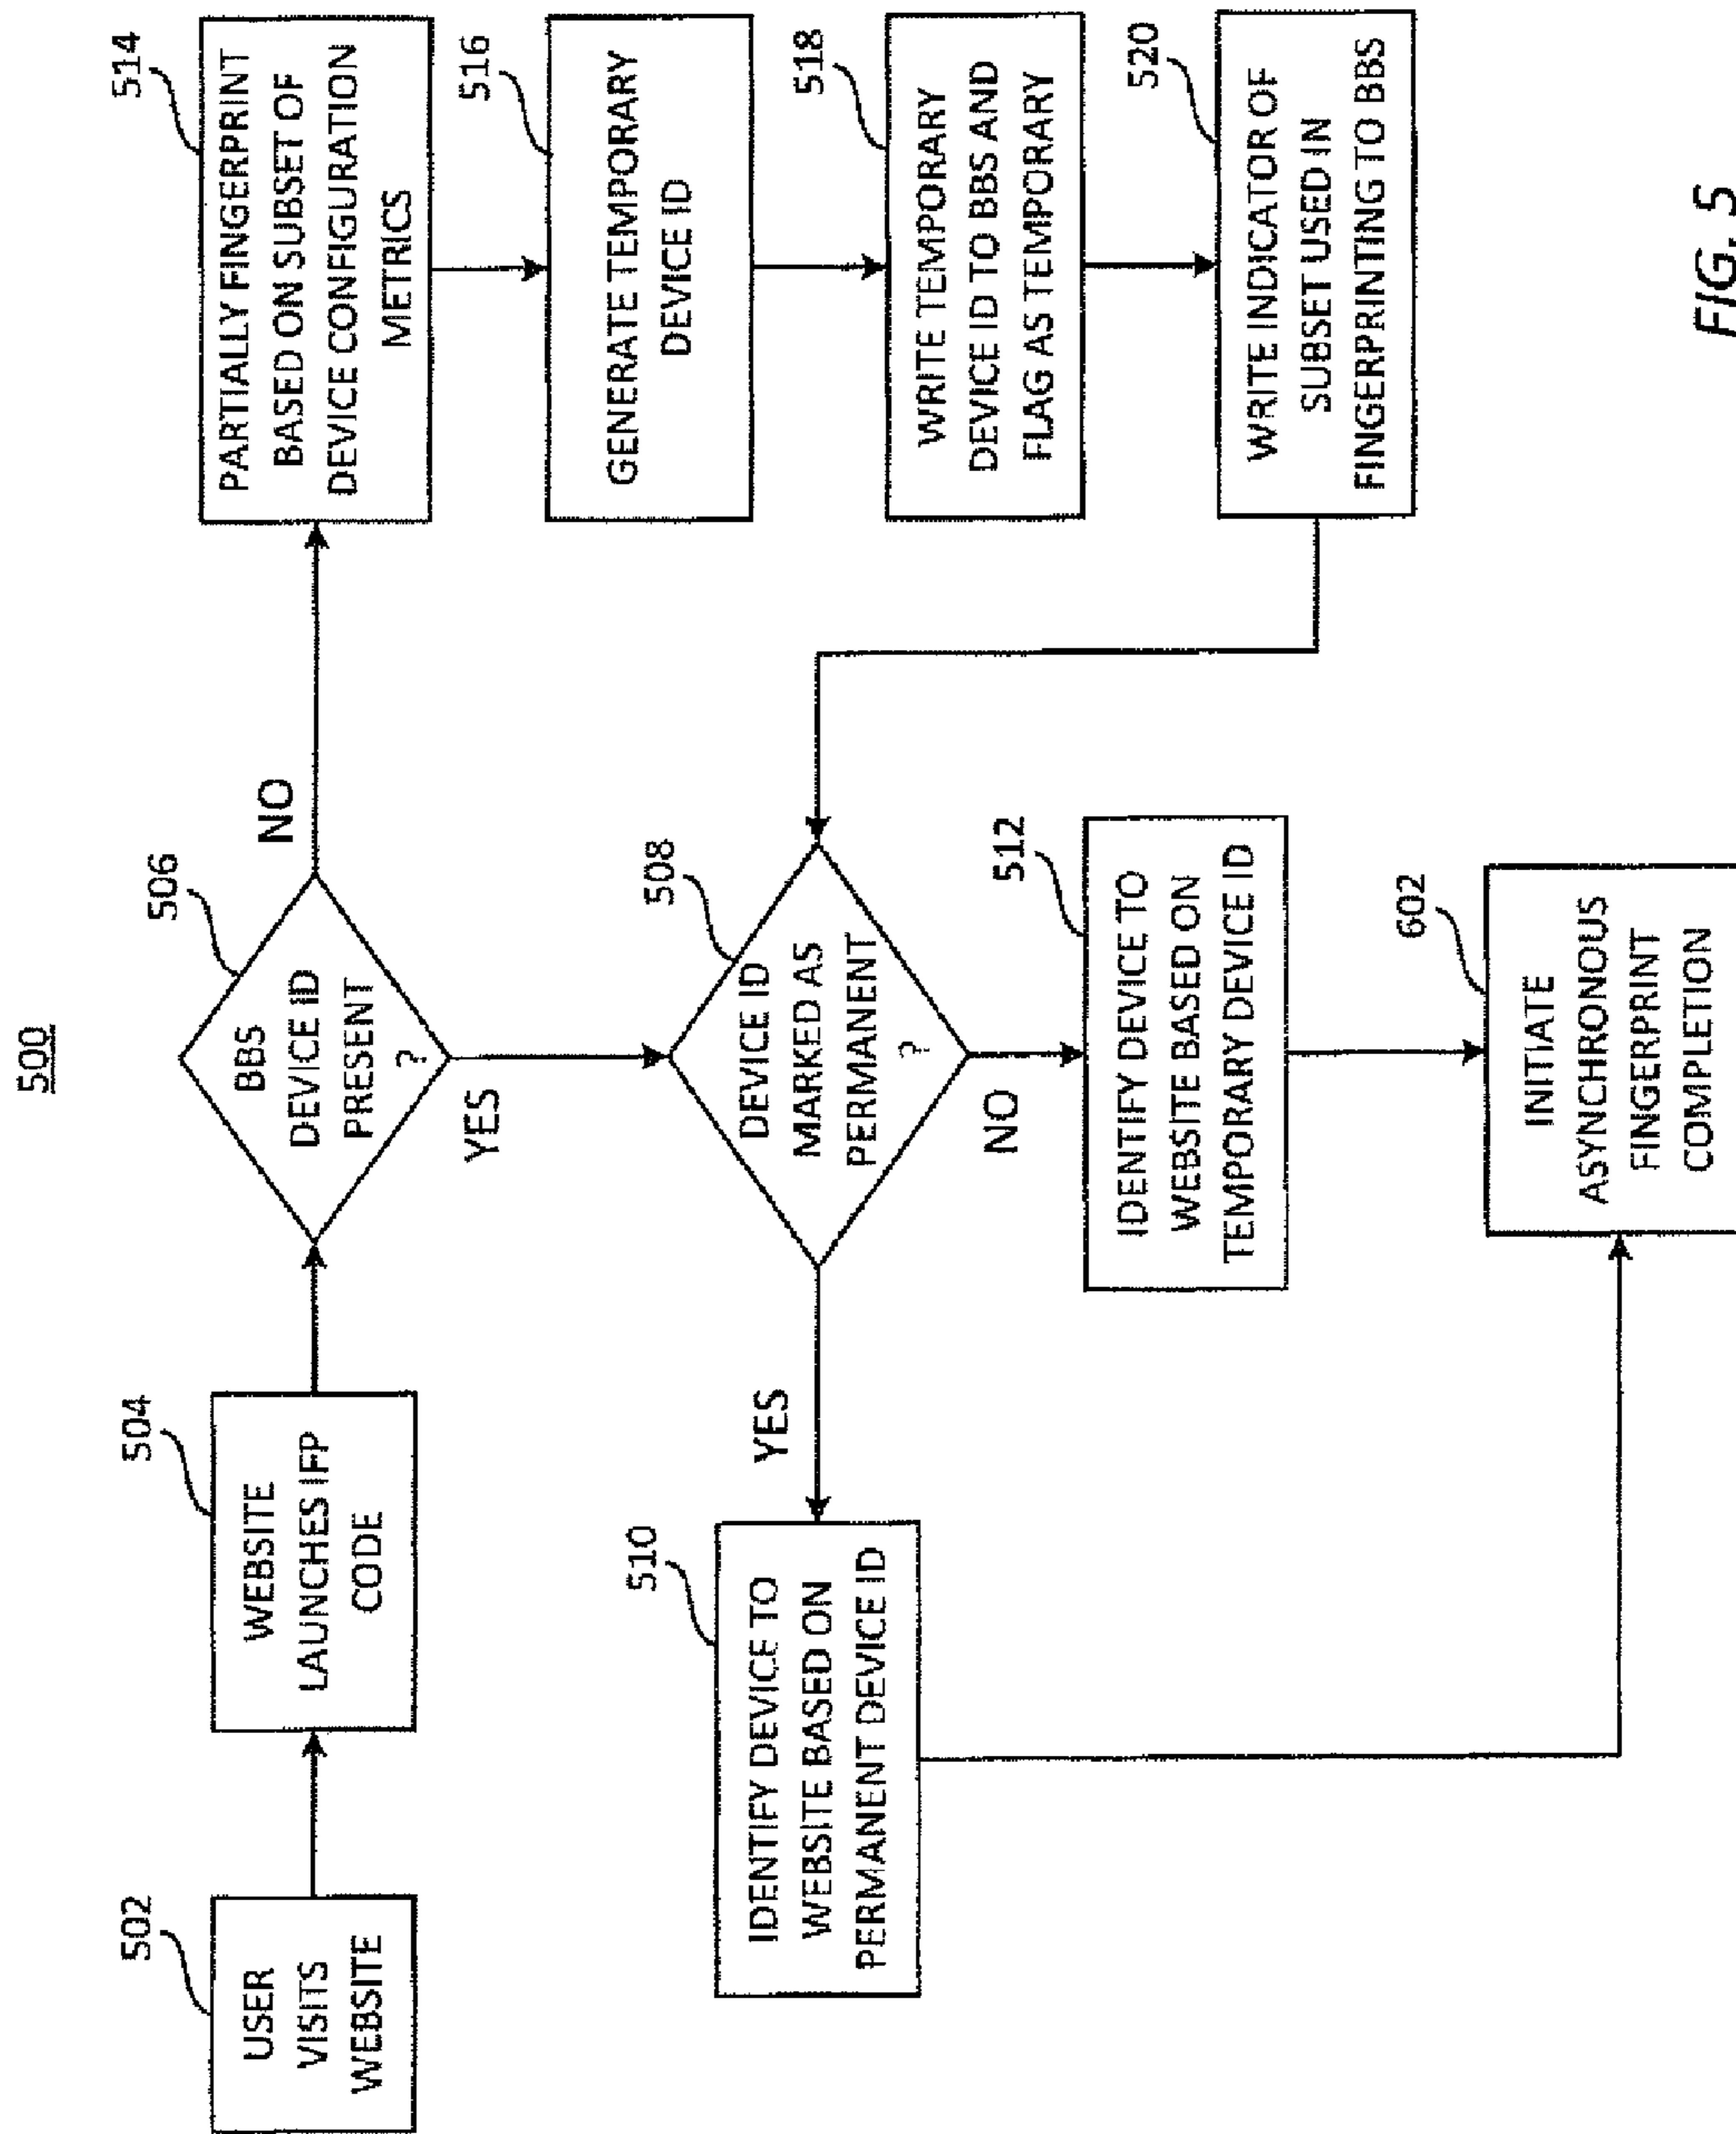 500
502
USER
VISITS
WEBSITE
504
WEBSITE
LAUNCHES IFP
CODE
506
BBS
DEVICE ID
PRESENT
?
NO
YES
514
PARTIALLY FINGERPRINT
BASED ON SUBSET OF
DEVICE CONFIGURATION
METRICS
516
GENERATE TEMPORARY
DEVICE ID
518
WRITE TEMPORARY
DEVICE ID TO BBS AND
FLAG AS TEMPORARY
520
WRITE INDICATOR OF
SUBSET USED IN
FINGERPRINTING TO BBS
508
DEVICE ID
MARKED AS
PERMANENT
?
YES
NO
510
IDENTIFY DEVICE TO
WEBSITE BASED ON
PERMANENT DEVICE ID
512
IDENTIFY DEVICE TO
WEBSITE BASED ON
TEMPORARY DEVICE ID
602
INITIATE
ASYNCHRONOUS
FINGERPRINT
COMPLETION
FIG. 5